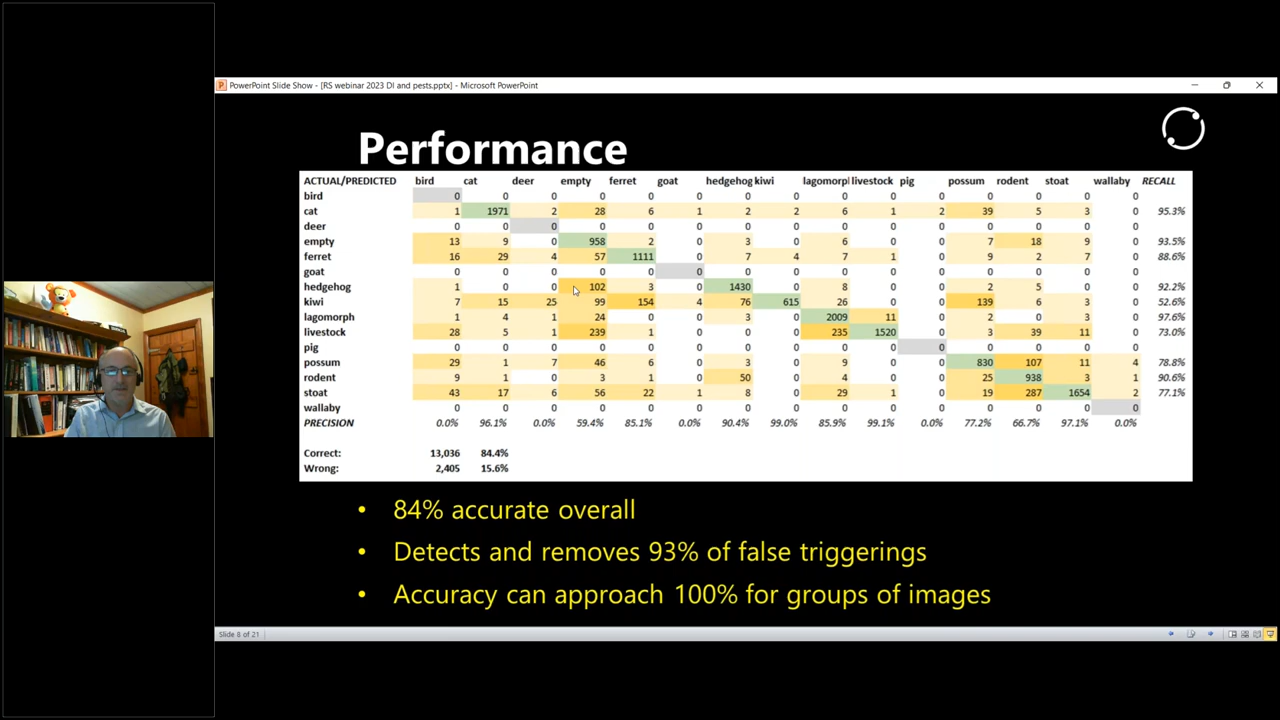 PowerPoint Slide Show - [RS webinar 2023 DI and pests.pptx] - Microsoft PowerPoint
Performance
ACTUAL/PREDICTED bird cat deer empty ferret goat hedgehog kiwi lagomorpl livestock pig possum rodent stoat wallaby RECALL
bird 0 0 0 0 0 0 0 0 0 0 0 0 0 0 0
cat 1 1971 2 28 6 1 2 2 6 1 2 39 5 3 0 95.3%
deer 0 0 0 0 0 0 0 0 0 0 0 0 0 0 0
empty 13 9 0 958 2 0 3 0 6 0 0 7 18 9 0 93.5%
ferret 16 29 4 57 1111 0 7 4 7 1 0 9 2 7 0 88.6%
goat 0 0 0 0 0 0 0 0 0 0 0 0 0 0 0
hedgehog 1 0 0 102 3 0 1430 0 8 0 0 2 5 0 0 92.2%
kiwi 7 15 25 99 154 4 76 615 26 0 0 139 6 3 0 52.6%
lagomorph 1 4 1 24 0 0 3 0 2009 11 0 2 0 3 0 97.6%
livestock 28 5 1 239 1 0 0 0 235 1520 0 3 39 11 0 73.0%
pig 0 0 0 0 0 0 0 0 0 0 0 0 0 0 0
possum 29 1 7 46 6 0 3 0 9 0 0 830 107 11 4 78.8%
rodent 9 1 0 3 1 0 50 0 4 0 0 25 938 3 1 90.6%
stoat 43 17 6 56 22 1 8 0 29 1 0 19 287 1654 2 77.1%
wallaby 0 0 0 0 0 0 0 0 0 0 0 0 0 0 0
PRECISION 0.0% 96.1% 0.0% 59.4% 85.1% 0.0% 90.4% 99.0% 85.9% 99.1% 0.0% 77.2% 66.7% 97.1% 0.0%
Correct: 13,036 84.4%
Wrong: 2,405 15.6%
• 84% accurate overall
• Detects and removes 93% of false triggerings
• Accuracy can approach 100% for groups of images
Slide 8 of 21